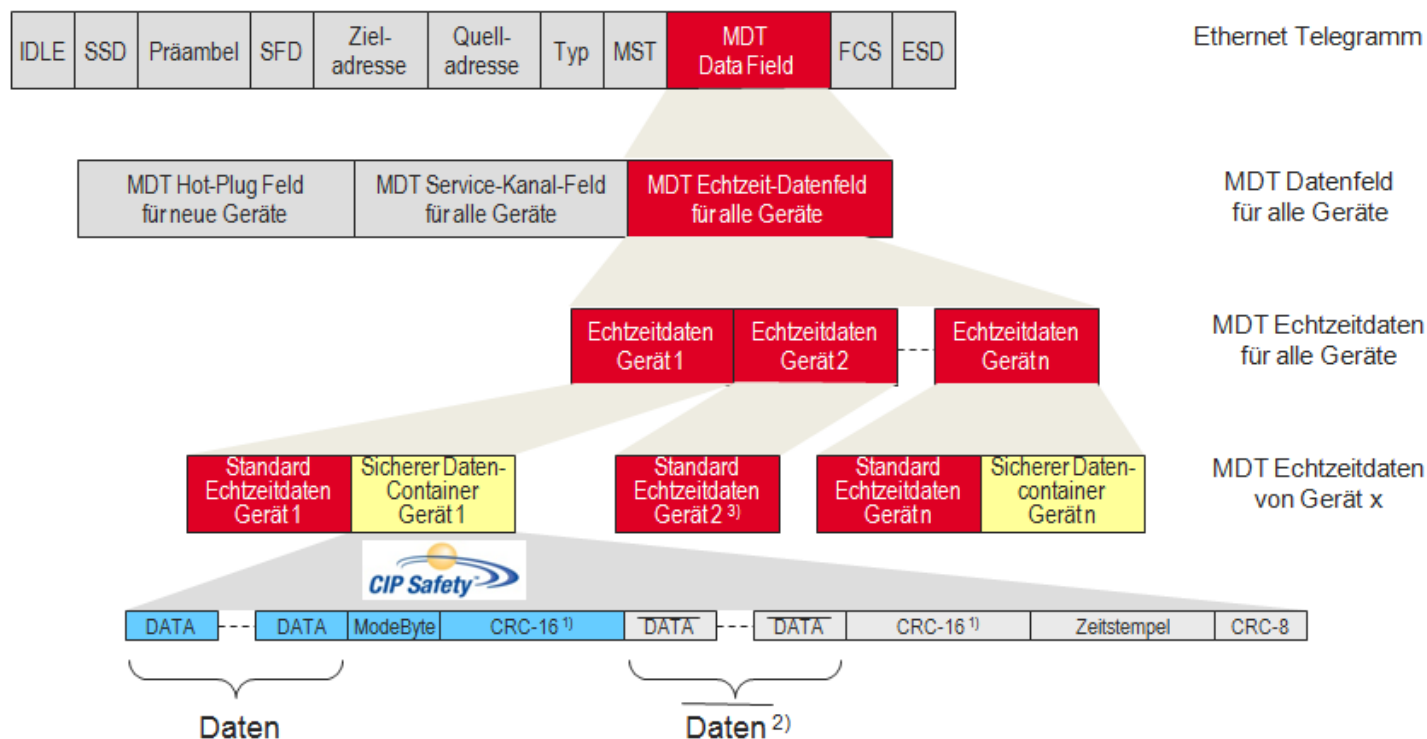 IDLE SSD Präambel SFD Ziel- adresse Quell- adresse Typ MST MDT Data Field FCS ESD Ethernet Telegramm
MDT Hot-Plug Feld für neue Geräte
MDT Service-Kanal-Feld für alle Geräte
MDT Echtzeit-Datenfeld für alle Geräte
MDT Datenfeld für alle Geräte
Echtzeitdaten Gerät 1
Echtzeitdaten Gerät 2
Echtzeitdaten Gerät n
MDT Echtzeitdaten für alle Geräte
Standard Echtzeitdaten Gerät 1
Sicherer Daten- Container Gerät 1
Standard Echtzeitdaten Gerät 2 3)
Standard Echtzeitdaten Gerät n
Sicherer Daten- container Gerät n
MDT Echtzeitdaten von Gerät x
CIP Safety™
DATA DATA ModeByte CRC-16 1) DATA DATA CRC-16 1) Zeitstempel CRC-8
Daten Daten 2)